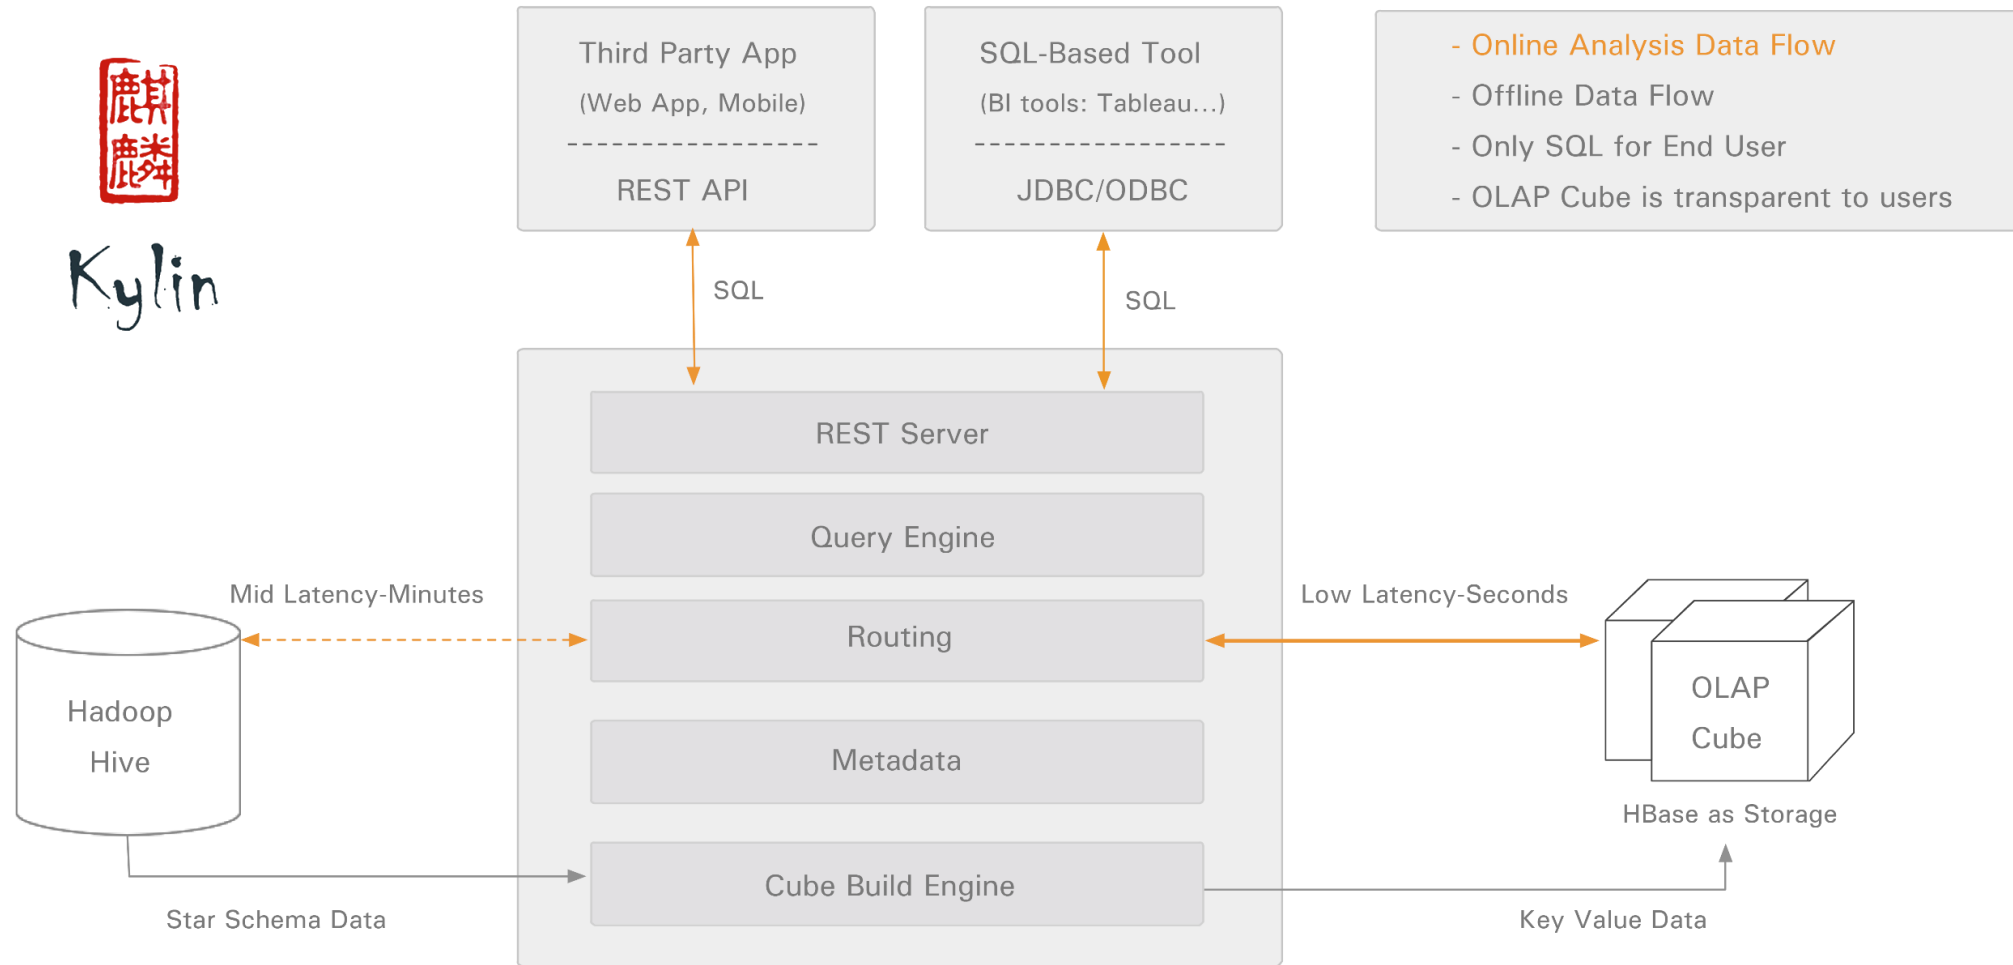 麒
麟
Kylin
Third Party App
(Web App, Mobile)
REST API
SQL-Based Tool
(BI tools: Tableau...)
JDBC/ODBC
- Online Analysis Data Flow
- Offline Data Flow
- Only SQL for End User
- OLAP Cube is transparent to users
SQL
SQL
REST Server
Query Engine
Mid Latency-Minutes
Routing
Low Latency-Seconds
Hadoop
Hive
OLAP
Cube
Metadata
HBase as Storage
Cube Build Engine
Star Schema Data
Key Value Data